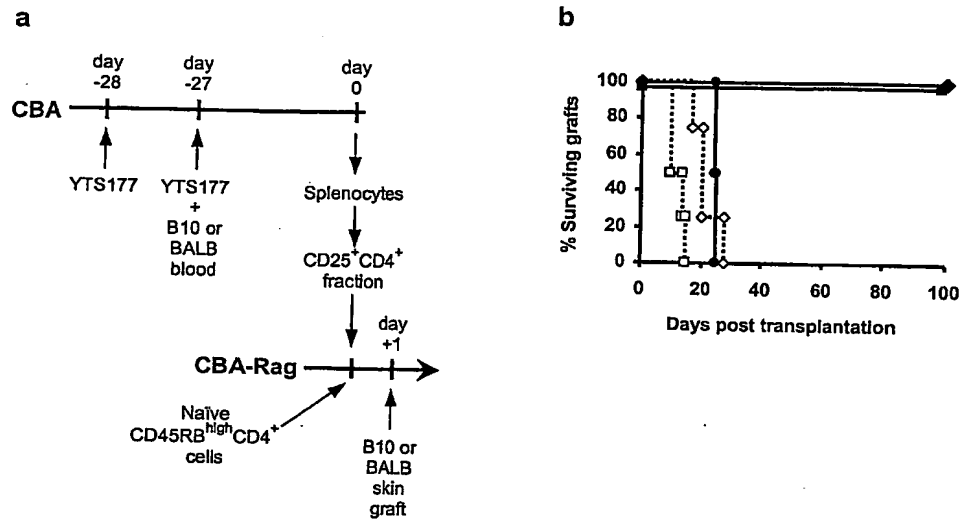 a
day
-28
day
-27
day
0
CBA
YTS177
YTS177
+
B10 or
BALB
blood
Splenocytes
CD25+CD4+
fraction
day
+1
CBA-Rag
Naïve
CD45RBhighCD4+
cells
B10 or
BALB
skin
graft
b
% Surviving grafts
100
80
60
40
20
0
0
20
40
60
80
100
Days post transplantation